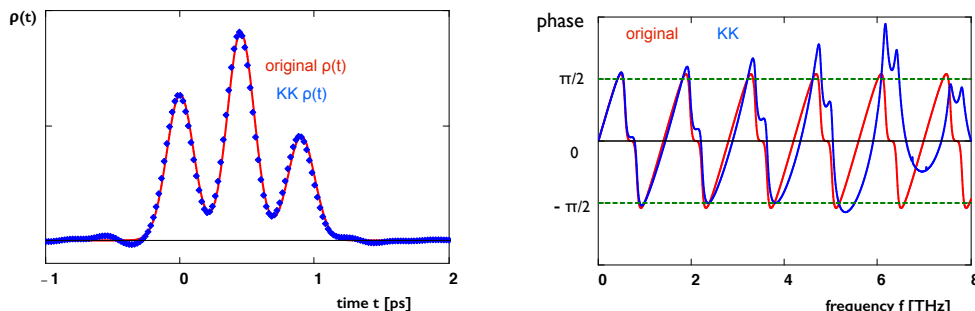 ρ(t)
original ρ(t)
KK ρ(t)
−1
0
1
2
time t [ps]
phase
original KK
π/2
0
- π/2
0
2
4
6
8
frequency f [THz]